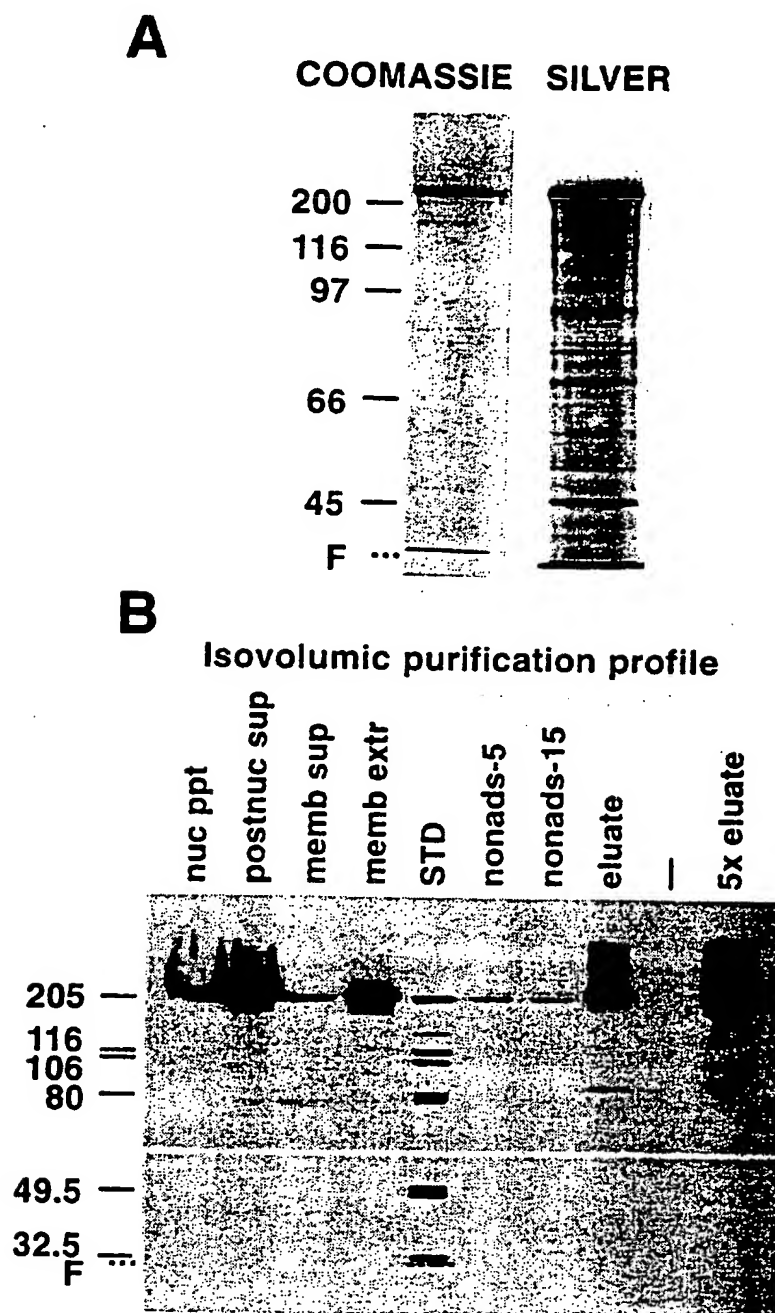 A
COOMASSIE SILVER
200
116
97
66
45
F
B
Isovolumic purification profile
nuc ppt
postnuc sup
memb sup
memb extr
STD
nonads-5
nonads-15
eluate
—
5x eluate
205
116
106
80
49.5
32.5
F